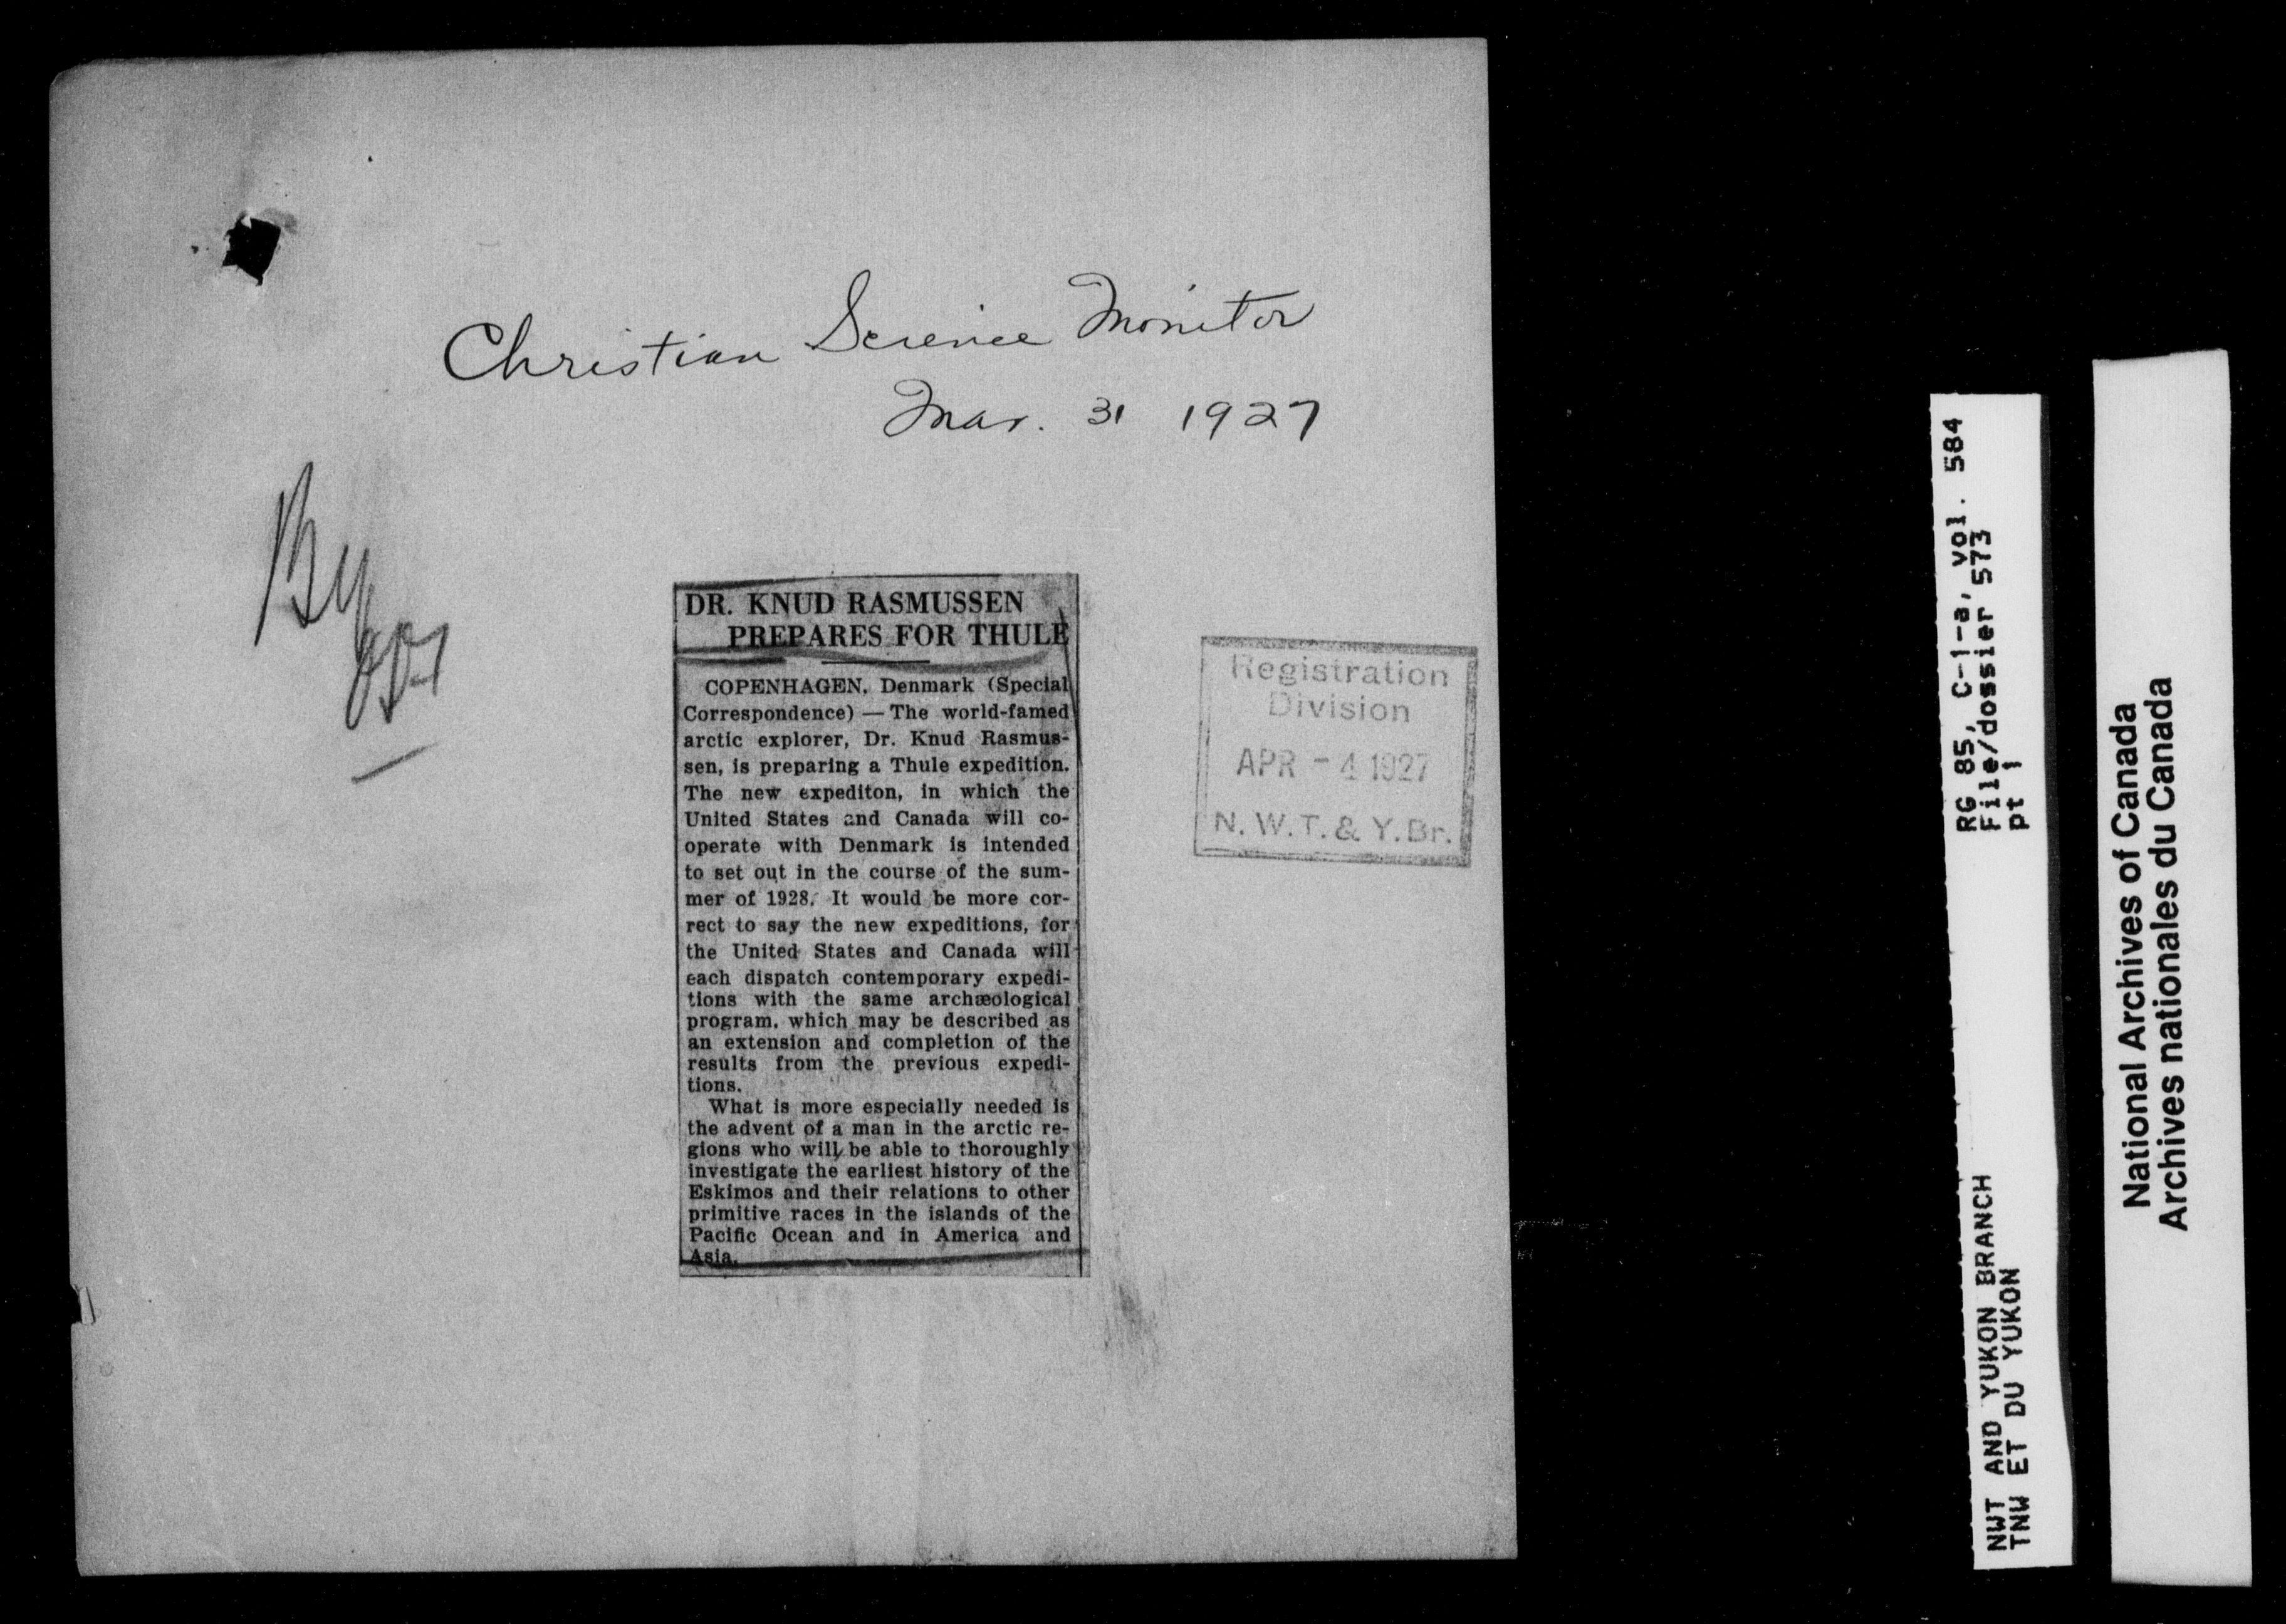 Christian Science Monitor
Mar. 31 1927
DR. KNUD RASMUSSEN
PREPARES FOR THULE
COPENHAGEN, Denmark (Special
Correspondence) — The world-famed
arctic explorer, Dr. Knud Rasmus-
sen, is preparing a Thule expedition.
The new expediton, in which the
United States and Canada will co-
operate with Denmark is intended
to set out in the course of the sum-
mer of 1928. It would be more cor-
rect to say the new expeditions, for
the United States and Canada will
each dispatch contemporary expedi-
tions with the same archæological
program, which may be described as
an extension and completion of the
results from the previous expedi-
tions.
What is more especially needed is
the advent of a man in the arctic re-
gions who will be able to thoroughly
investigate the earliest history of the
Eskimos and their relations to other
primitive races in the islands of the
Pacific Ocean and in America and
Asia.
Registration
Division
APR - 4 1927
N. W. T. & Y. Br.
RG 85, C-1-a, vol. 584
File/dossier 573
pt 1
NWT AND YUKON BRANCH
TNW ET DU YUKON
National Archives of Canada
Archives nationales du Canada